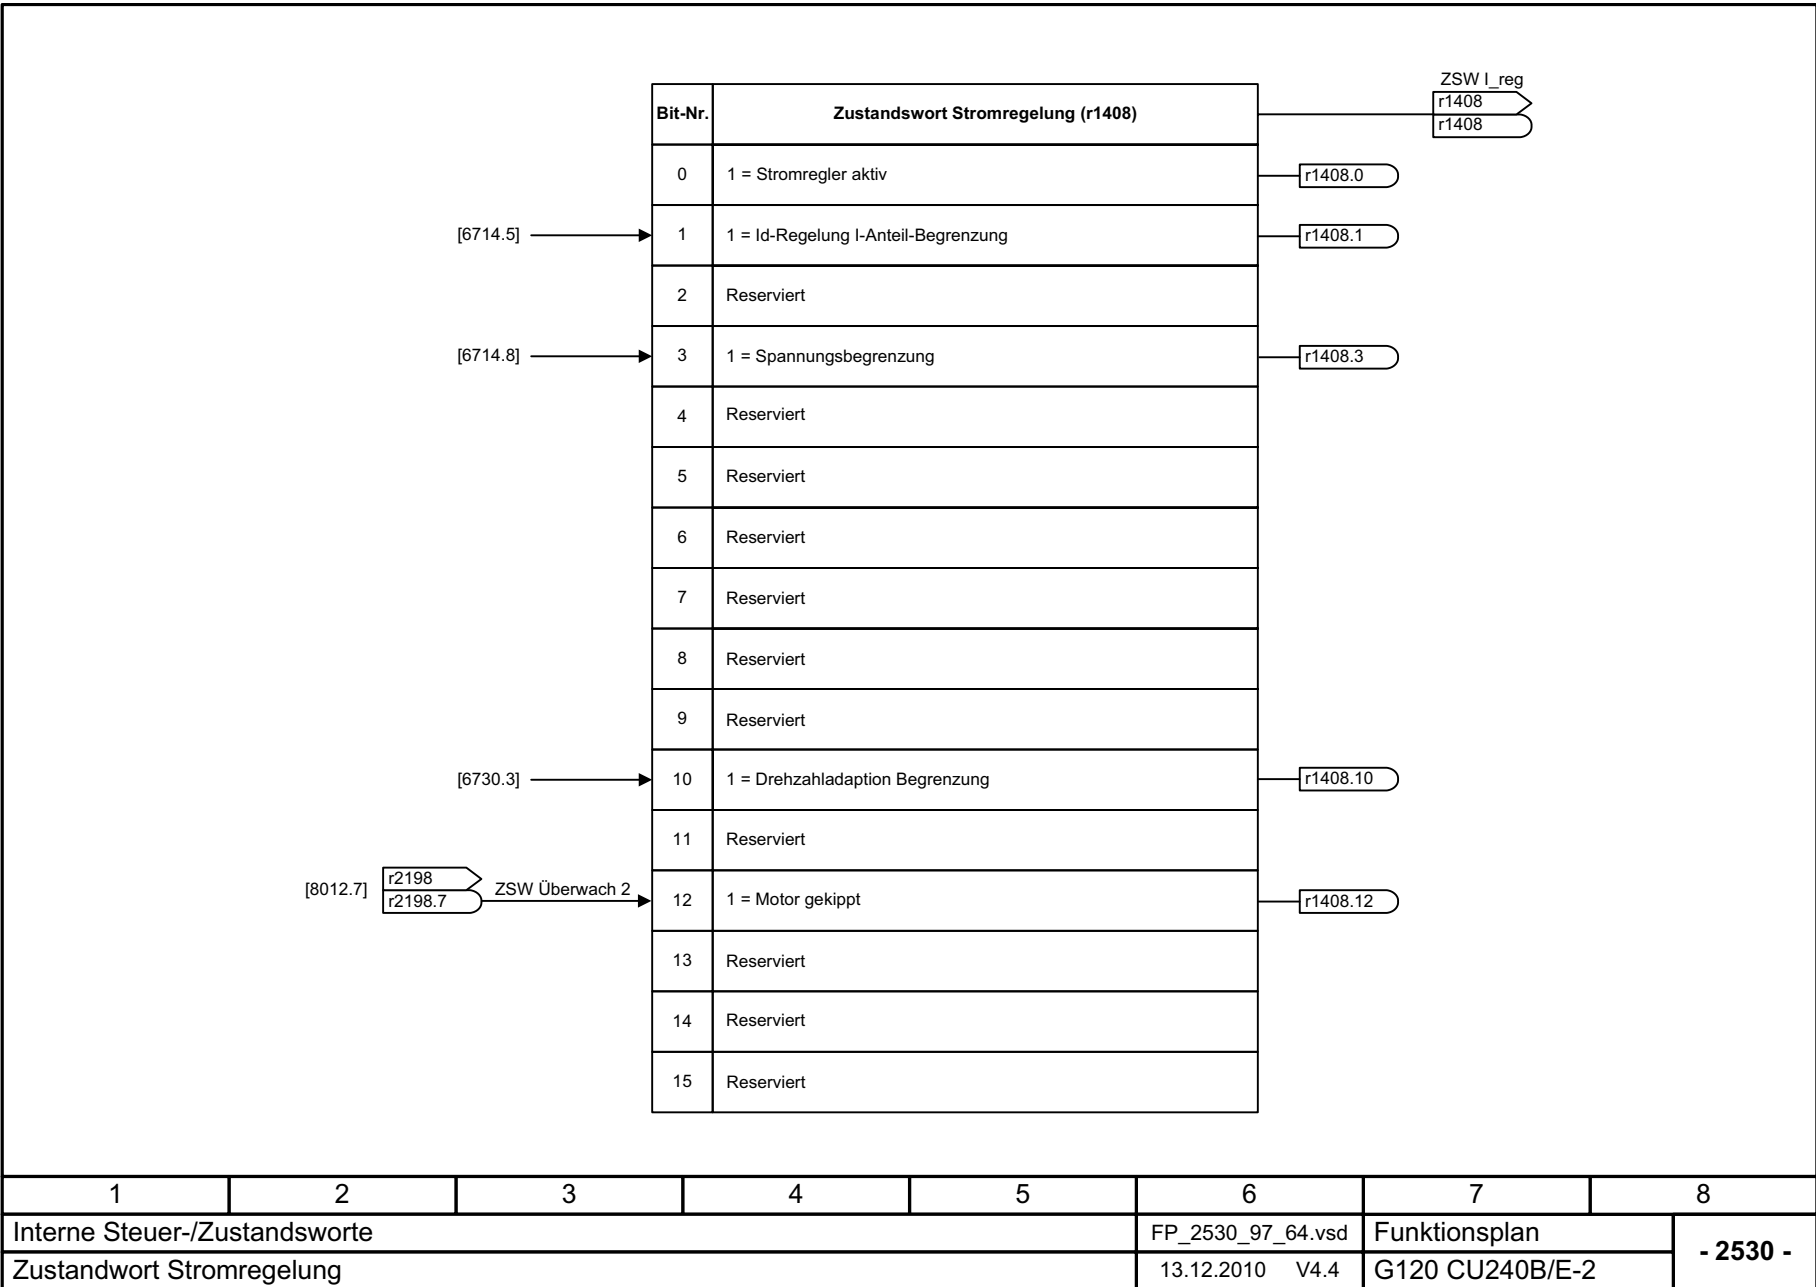 ZSW I_reg
r1408
r1408
Bit-Nr. Zustandswort Stromregelung (r1408)
0 1 = Stromregler aktiv r1408.0
[6714.5] 1 1 = Id-Regelung I-Anteil-Begrenzung r1408.1
2 Reserviert
[6714.8] 3 1 = Spannungsbegrenzung r1408.3
4 Reserviert
5 Reserviert
6 Reserviert
7 Reserviert
8 Reserviert
9 Reserviert
[6730.3] 10 1 = Drehzahladaption Begrenzung r1408.10
11 Reserviert
[8012.7] r2198
r2198.7 ZSW Überwach 2 12 1 = Motor gekippt r1408.12
13 Reserviert
14 Reserviert
15 Reserviert
1 2 3 4 5 6 7 8
Interne Steuer-/Zustandsworte FP_2530_97_64.vsd Funktionsplan
- 2530 -
Zustandwort Stromregelung 13.12.2010 V4.4 G120 CU240B/E-2